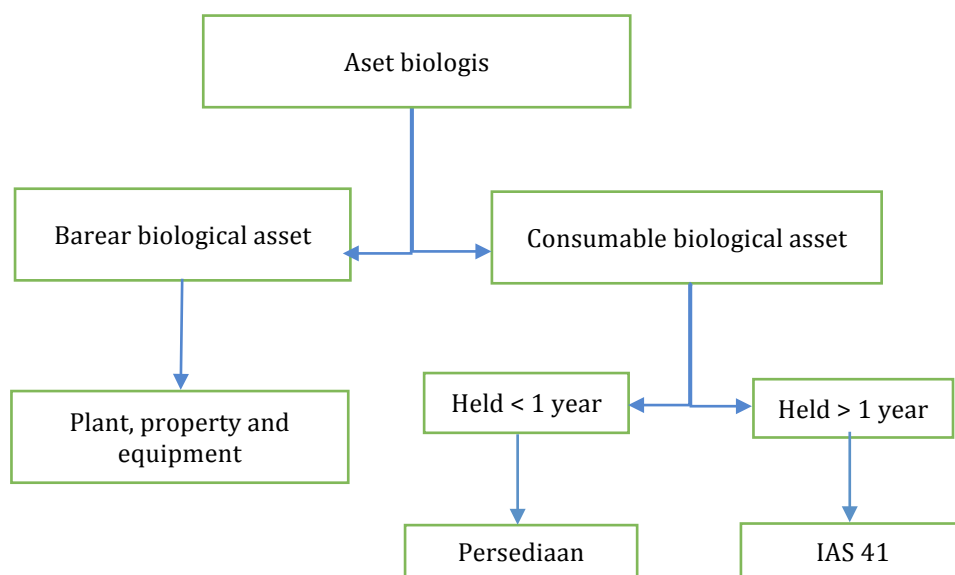 Aset biologis
Barear biological asset
Consumable biological asset
Plant, property and
equipment
Held < 1 year
Held > 1 year
Persediaan
IAS 41